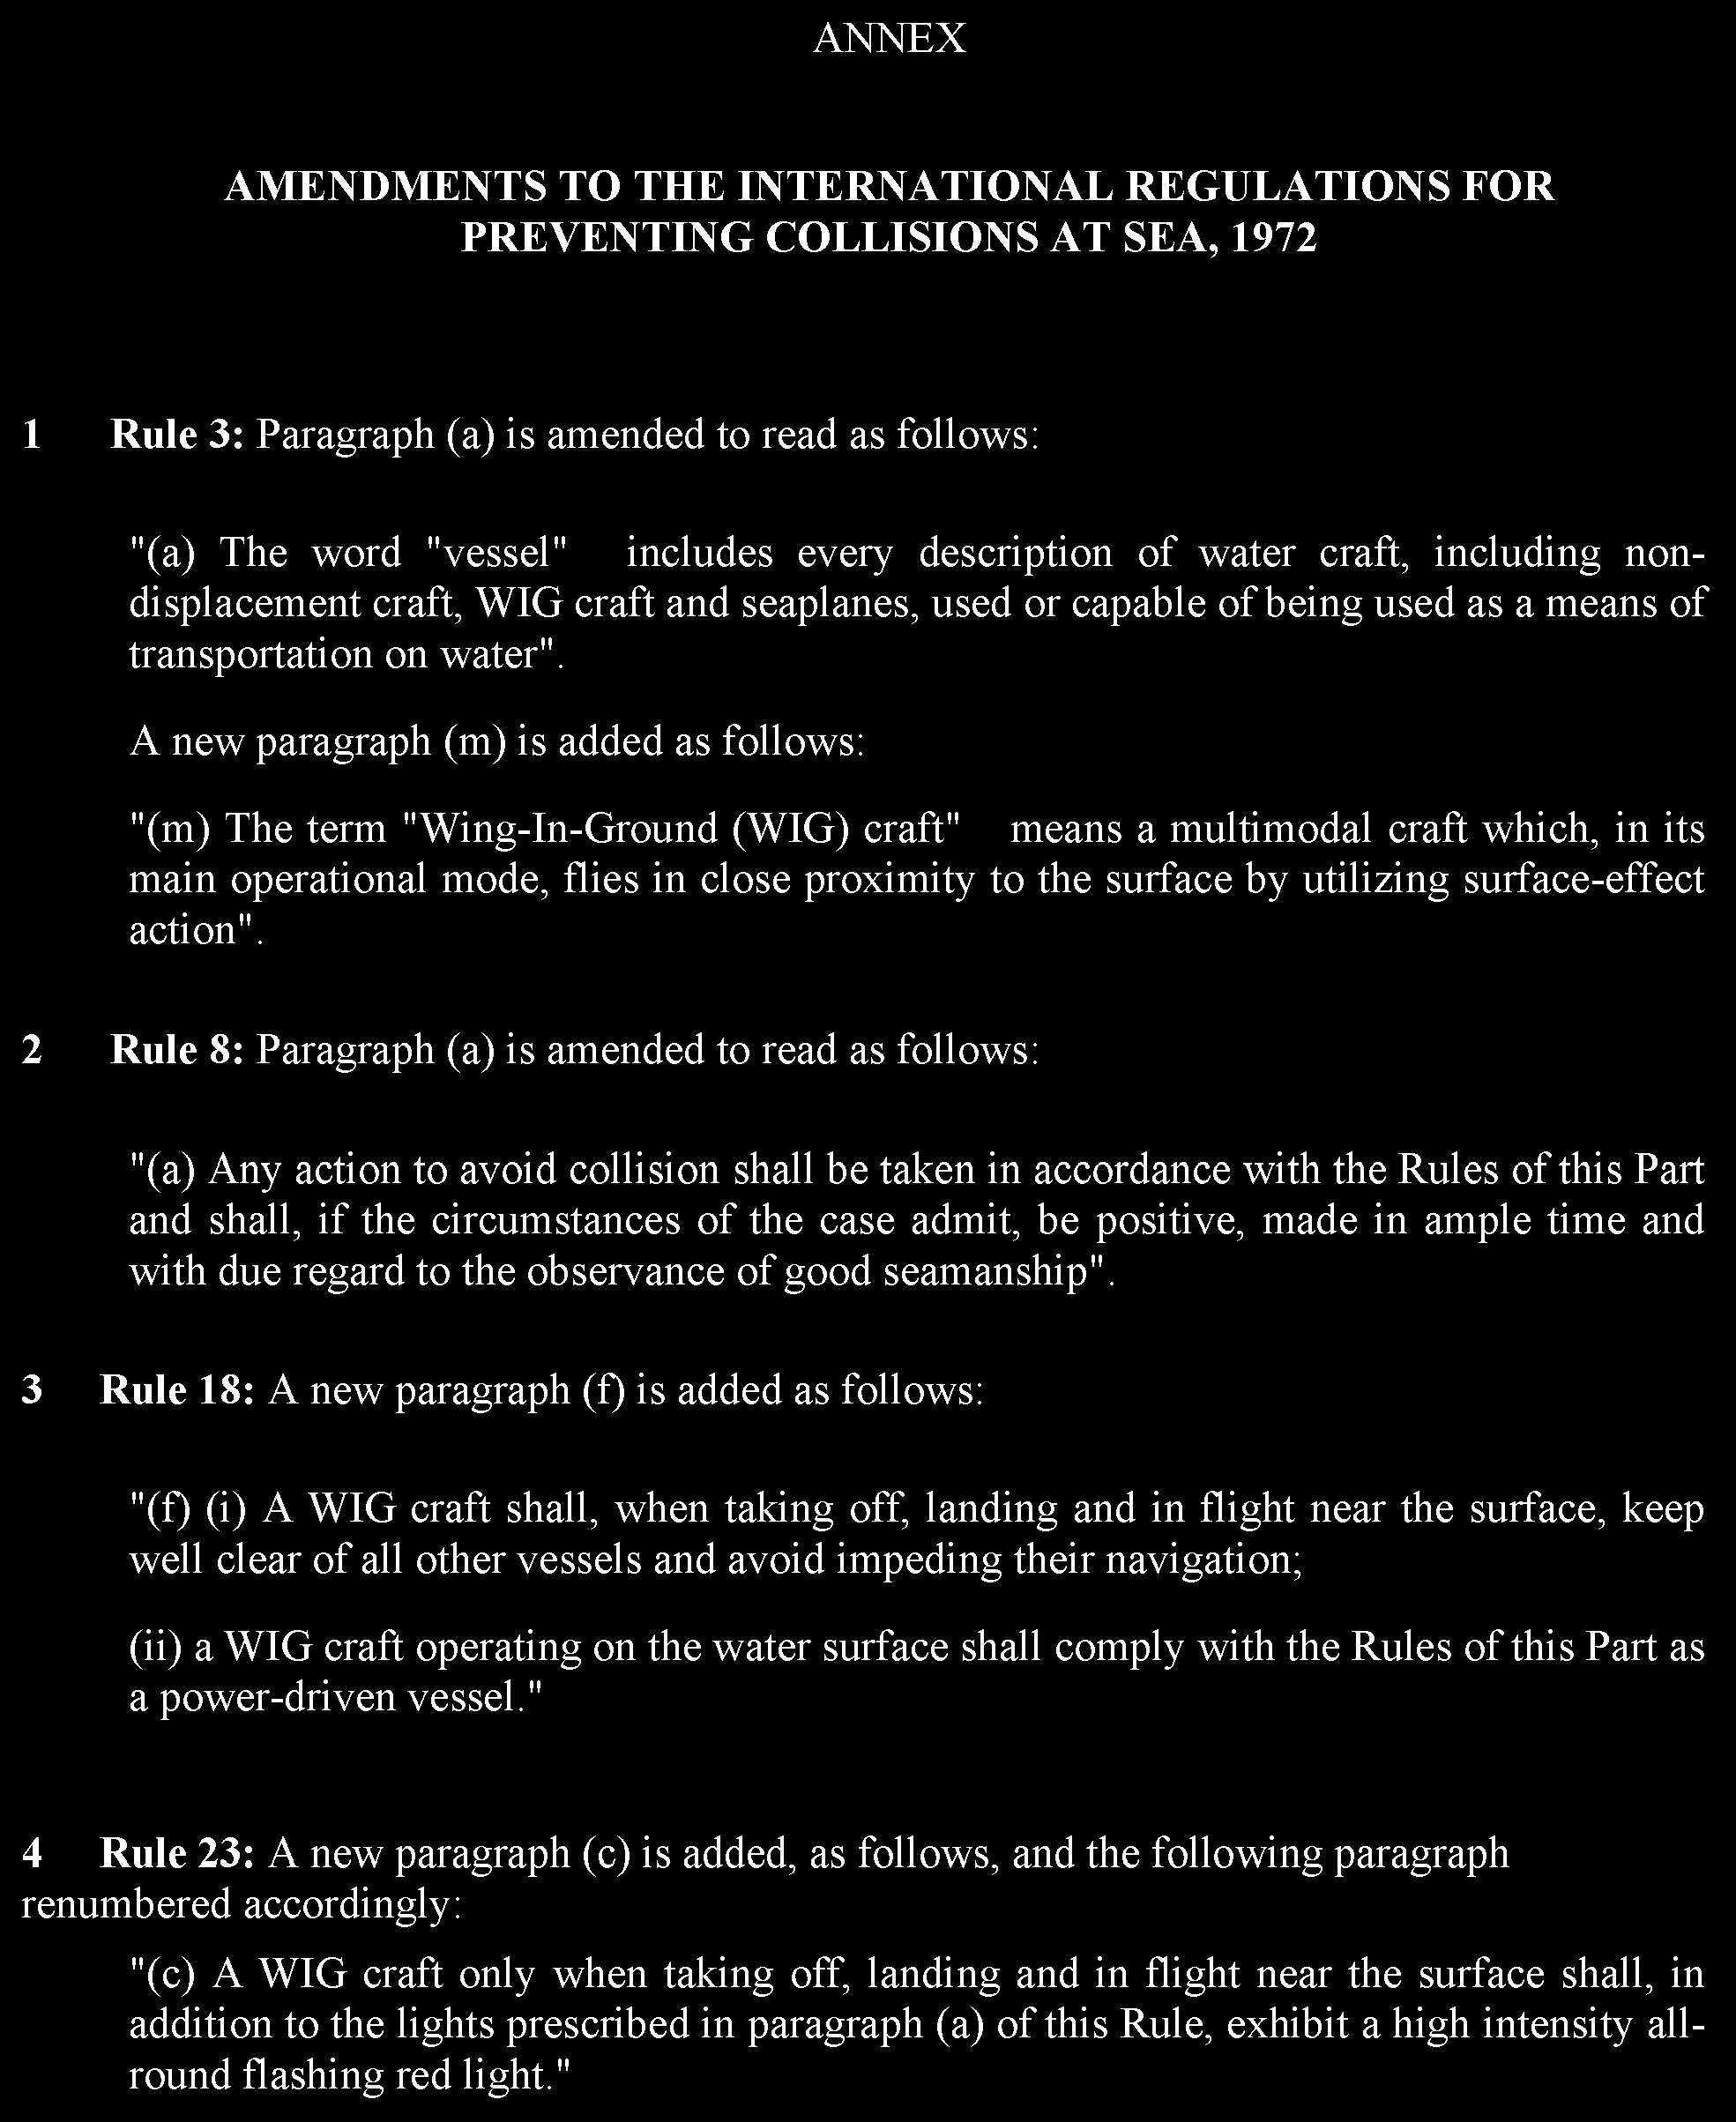 ANNEX
AMENDMENTS TO THE INTERNATIONAL REGULATIONS FOR
PREVENTING COLLISIONS AT SEA, 1972
1 Rule 3: Paragraph (a) is amended to read as follows:
"(a) The word "vessel" includes every description of water craft, including non-
displacement craft, WIG craft and seaplanes, used or capable of being used as a means of
transportation on water".
A new paragraph (m) is added as follows:
"(m) The term "Wing-In-Ground (WIG) craft" means a multimodal craft which, in its
main operational mode, flies in close proximity to the surface by utilizing surface-effect
action".
2 Rule 8: Paragraph (a) is amended to read as follows:
"(a) Any action to avoid collision shall be taken in accordance with the Rules of this Part
and shall, if the circumstances of the case admit, be positive, made in ample time and
with due regard to the observance of good seamanship".
3 Rule 18: A new paragraph (f) is added as follows:
"(f) (i) A WIG craft shall, when taking off, landing and in flight near the surface, keep
well clear of all other vessels and avoid impeding their navigation;
(ii) a WIG craft operating on the water surface shall comply with the Rules of this Part as
a power-driven vessel."
4 Rule 23: A new paragraph (c) is added, as follows, and the following paragraph
renumbered accordingly:
"(c) A WIG craft only when taking off, landing and in flight near the surface shall, in
addition to the lights prescribed in paragraph (a) of this Rule, exhibit a high intensity all-
round flashing red light."